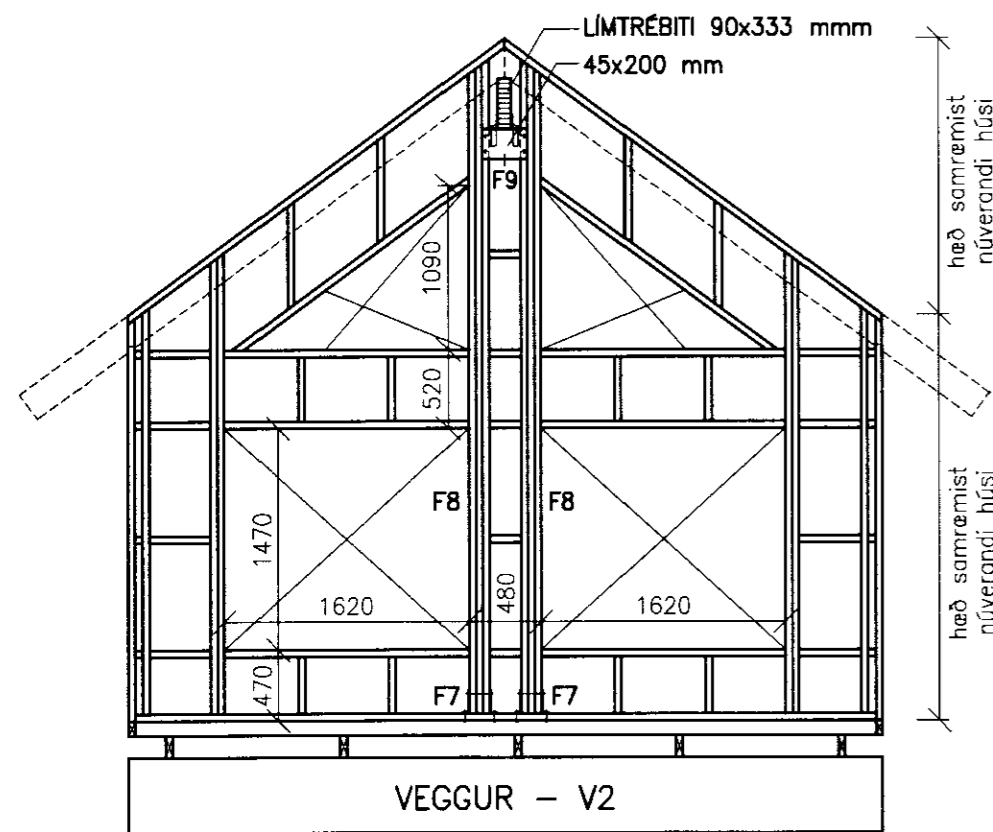 LÍMTRÉBITI 90x333 mmm
45x200 mm
hæð samræmist
núverandi húsi
F9
1090
520
F8
F8
1470
hæð samræmist
núverandi húsi
1620
480
1620
470
F7
F7
VEGGUR – V2